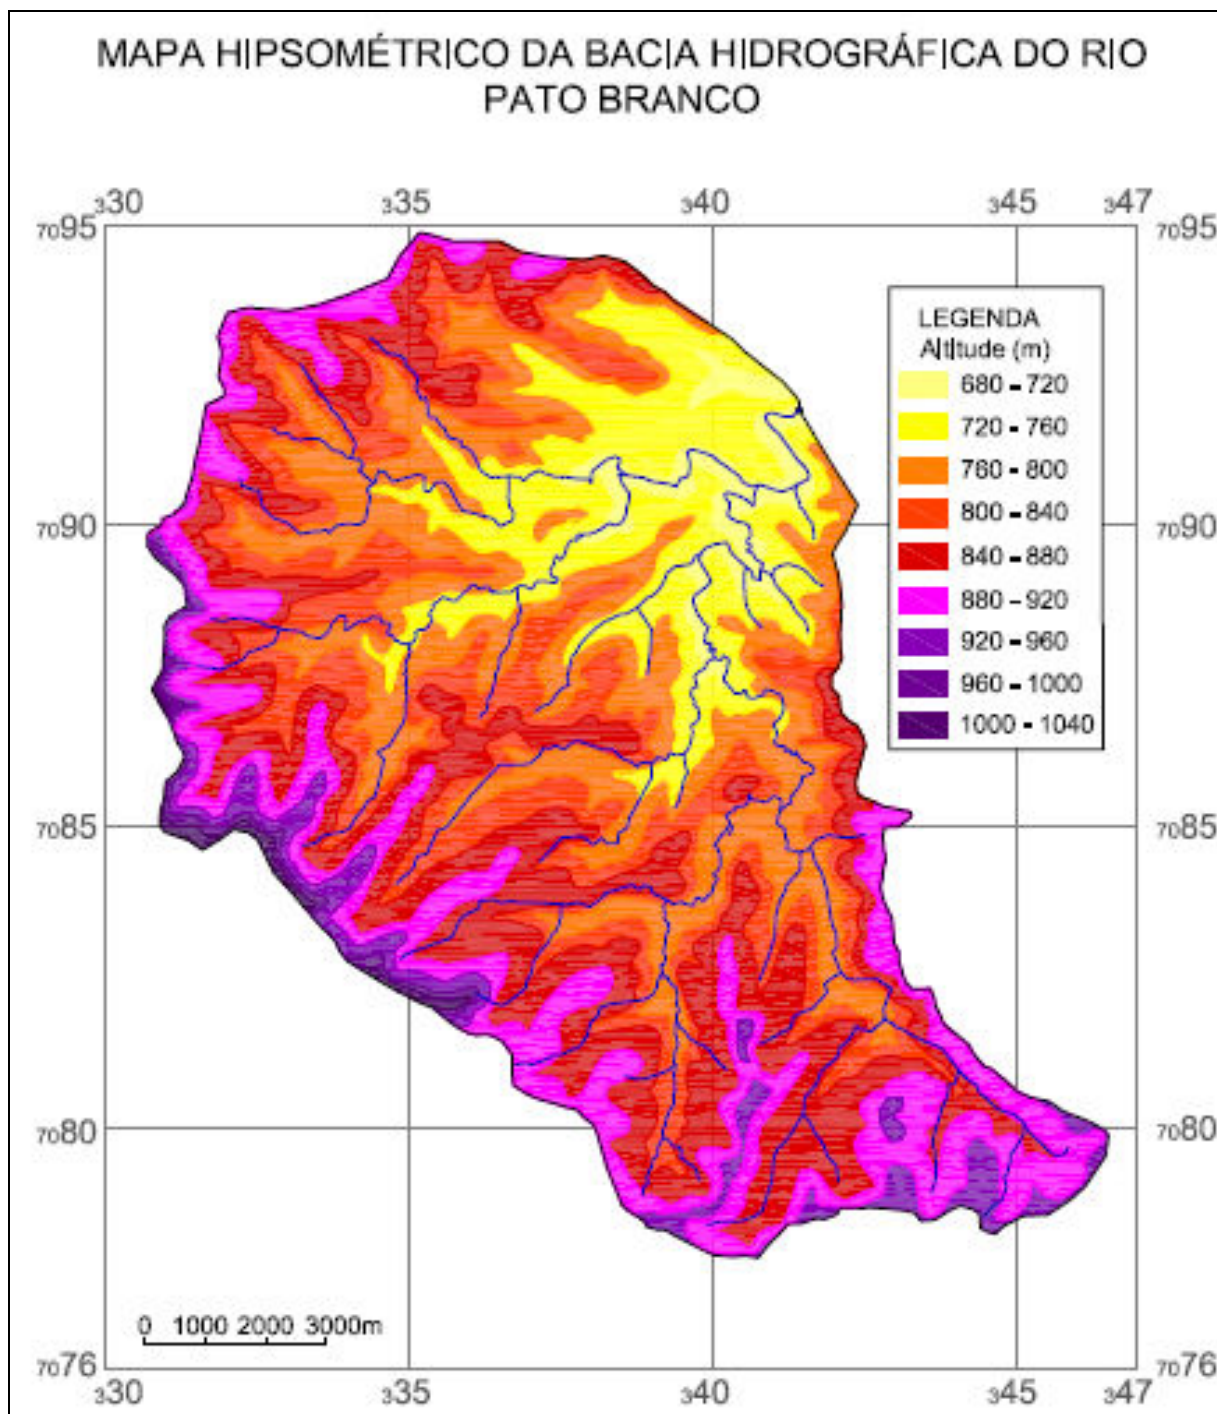 MAPA HIPSOMÉTRICO DA BACIA HIDROGRÁFICA DO RIO
PATO BRANCO
330 335 340 345 347
7095 7095
LEGENDA
Altitude (m)
680 - 720
720 - 760
760 - 800
800 - 840
840 - 880
880 - 920
920 - 960
960 - 1000
1000 - 1040
7090 7090
7085 7085
7080 7080
0 1000 2000 3000m
7076 7076
330 335 340 345 347